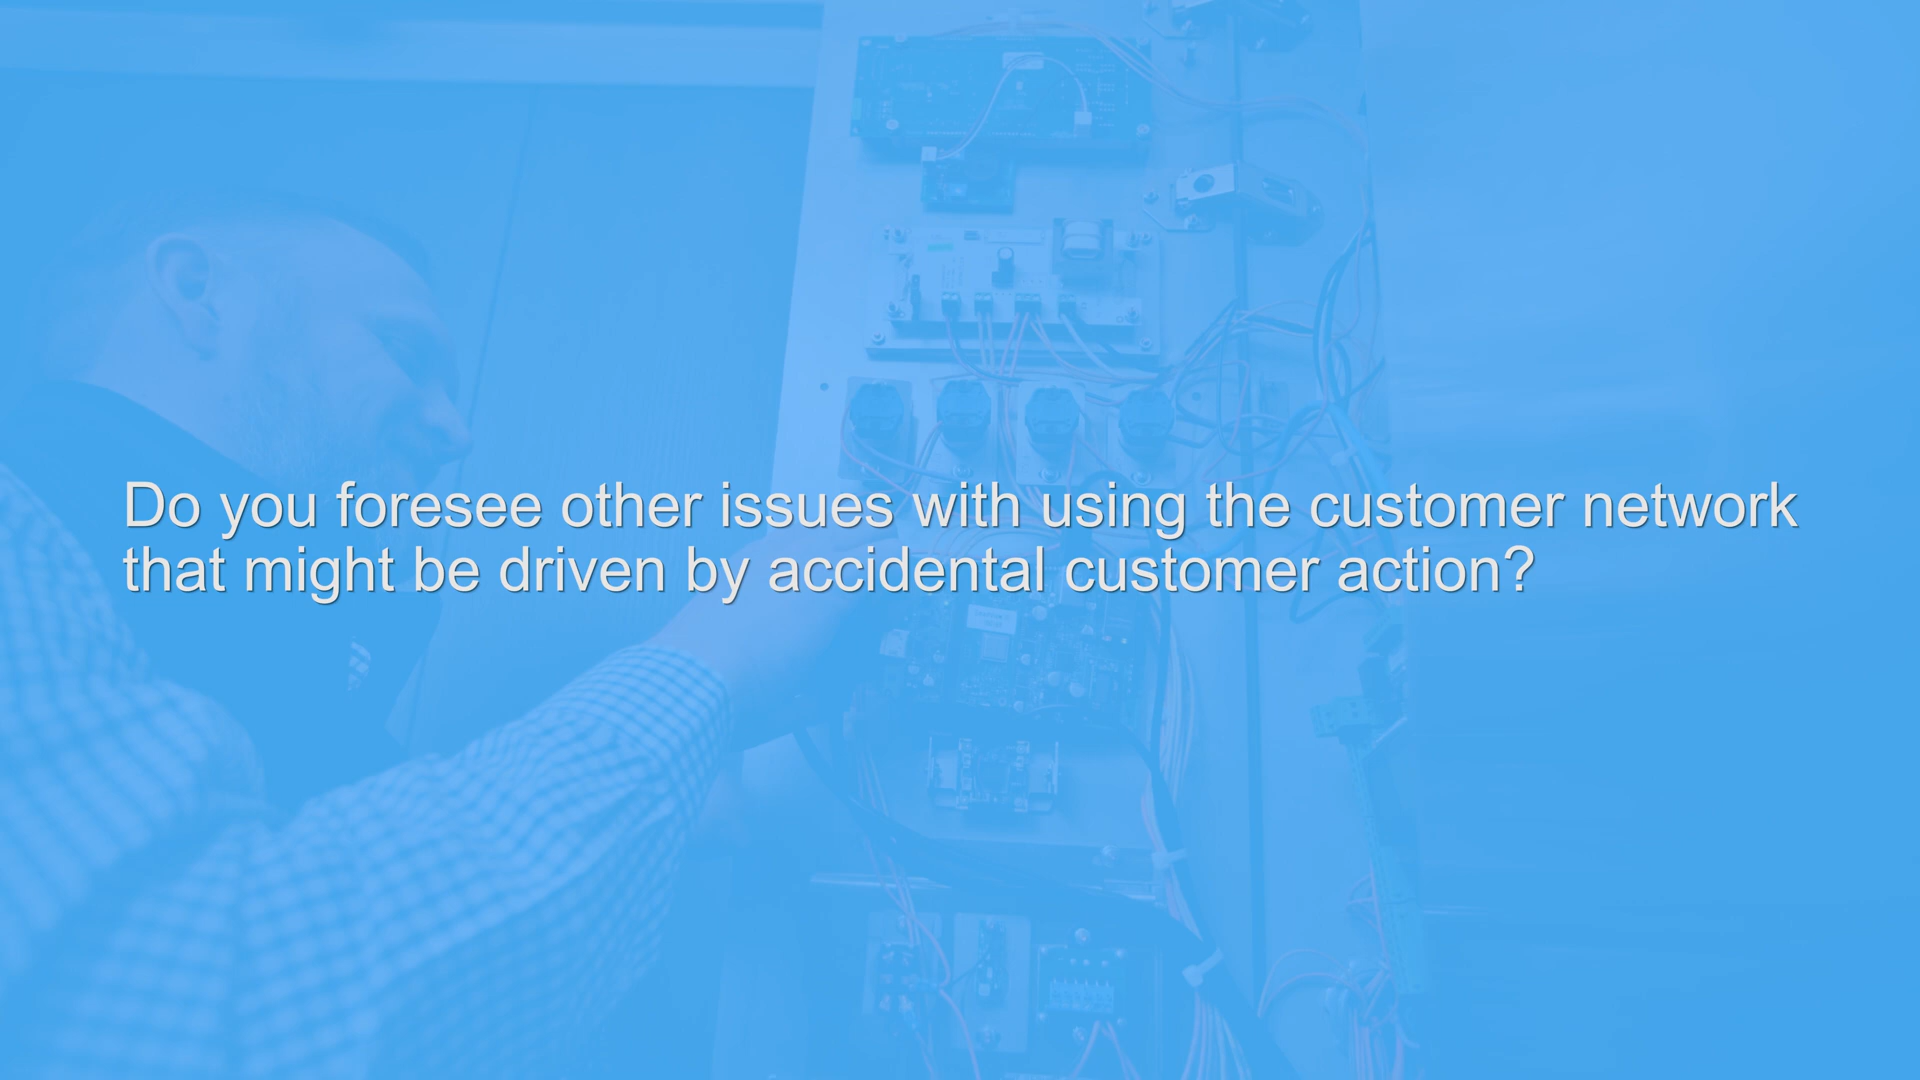 Do you foresee other issues with using the customer network
that might be driven by accidental customer action?